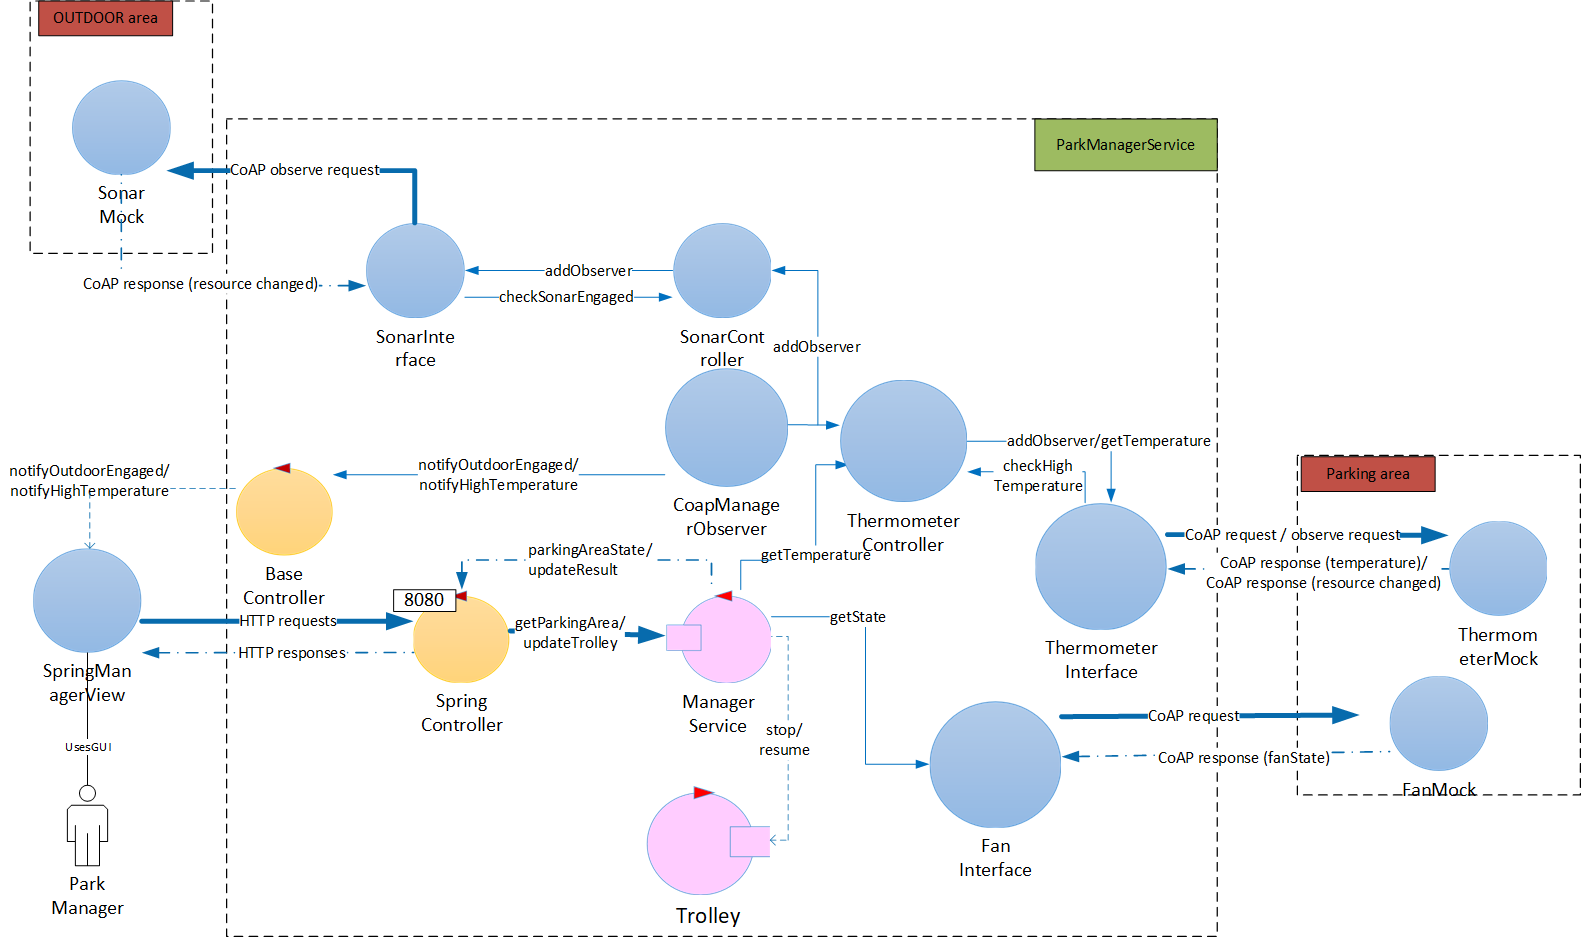 OUTDOOR area
Sonar
Mock
ParkManagerService
CoAP observe request
CoAP response (resource changed)
addObserver
checkSonarEngaged
SonarInte
rface
SonarCont
roller
addObserver
CoapManage
rObserver
Thermometer
Controller
addObserver/getTemperature
checkHigh
Temperature
notifyOutdoorEngaged/
notifyHighTemperature
notifyOutdoorEngaged/
notifyHighTemperature
Base
Controller
parkingAreaState/
updateResult
getTemperature
Parking area
CoAP request / observe request
CoAP response (temperature)/
CoAP response (resource changed)
Thermom
eterMock
Thermometer
Interface
8080
HTTP requests
HTTP responses
getParkingArea/
updateTrolley
getState
SpringMan
agerView
Spring
Controller
Manager
Service
stop/
resume
CoAP request
CoAP response (fanState)
FanMock
UsesGUI
Fan
Interface
Park
Manager
Trolley